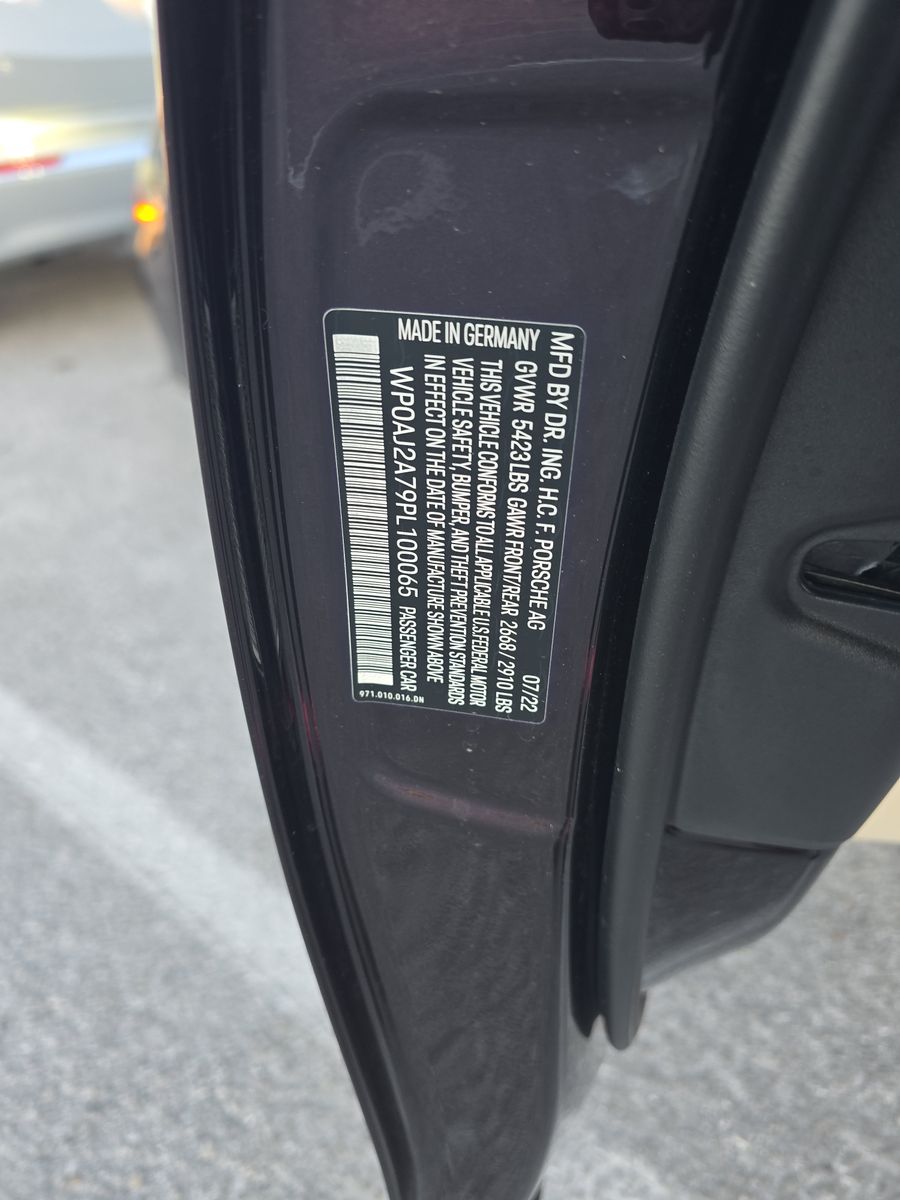 MFD BY DR. ING. H.C. F. PORSCHE AG
GVWR 5423 LBS GAWR FRONT/REAR 2668 / 2910 LBS
THIS VEHICLE CONFORMS TO ALL APPLICABLE U.S. FEDERAL MOTOR
VEHICLE SAFETY, BUMPER, AND THEFT PREVENTION STANDARDS
IN EFFECT ON THE DATE OF MANUFACTURE SHOWN ABOVE
MADE IN GERMANY
07/22
WP0AJ2A79PL100065 PASSENGER CAR
971.010.016.DN